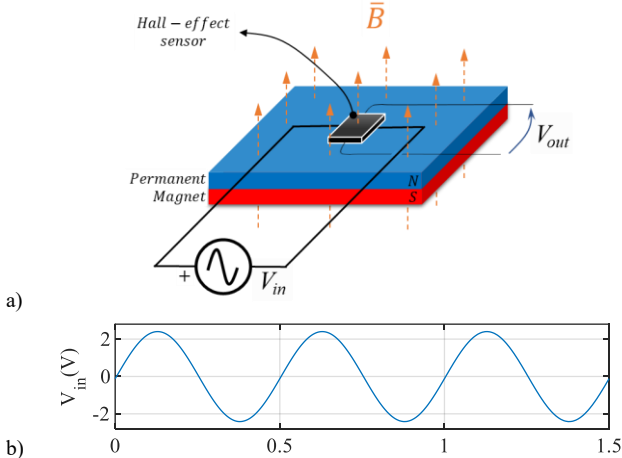 Hall − effect
sensor
B̄
V_out
Permanent
Magnet
N
S
+
V_in
a)
V_in(V)
2
0
-2
0 0.5 1 1.5
b)